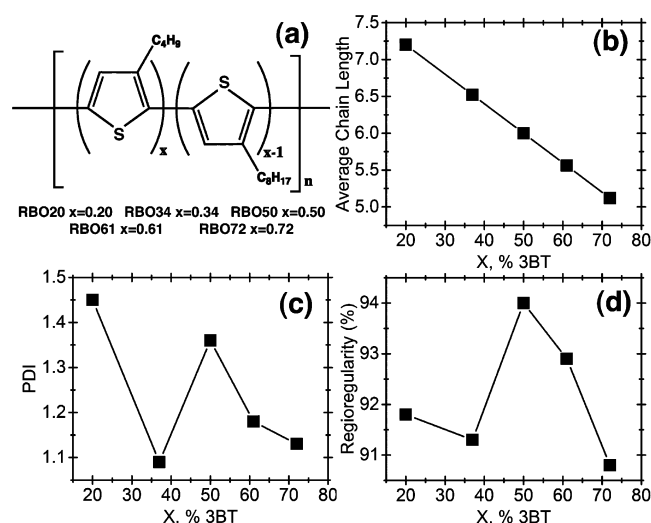 (a)
C4H9
S
S
x
x-1
C8H17
n
RBO20 x=0.20 RBO34 x=0.34 RBO50 x=0.50
RBO61 x=0.61 RBO72 x=0.72
(b)
Average Chain Length
7.5
7.0
6.5
6.0
5.5
5.0
20 30 40 50 60 70 80
X, % 3BT
(c)
PDI
1.5
1.4
1.3
1.2
1.1
20 30 40 50 60 70 80
X, % 3BT
(d)
Regioregularity (%)
94
93
92
91
20 30 40 50 60 70 80
X, % 3BT